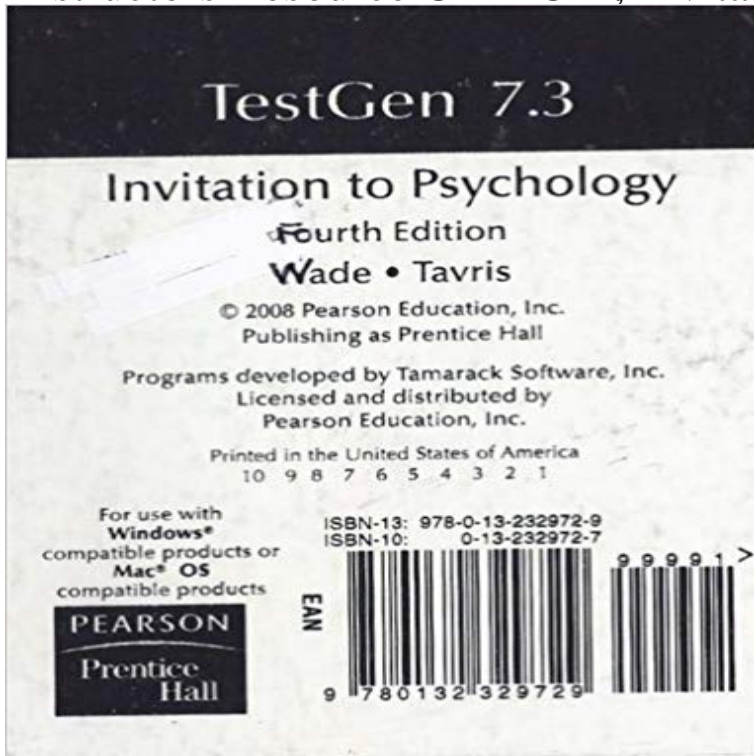 TestGen 7.3
Invitation to Psychology
Fourth Edition
Wade • Tavris
© 2008 Pearson Education, Inc.
Publishing as Prentice Hall
Programs developed by Tamarack Software, Inc.
Licensed and distributed by
Pearson Education, Inc.
Printed in the United States of America
10 9 8 7 6 5 4 3 2 1
For use with
Windows®
compatible products or
Mac® OS
compatible products
PEARSON
Prentice
Hall
ISBN-13: 978-0-13-232972-9
ISBN-10: 0-13-232972-7
EAN
99991 >
9 780132 329729